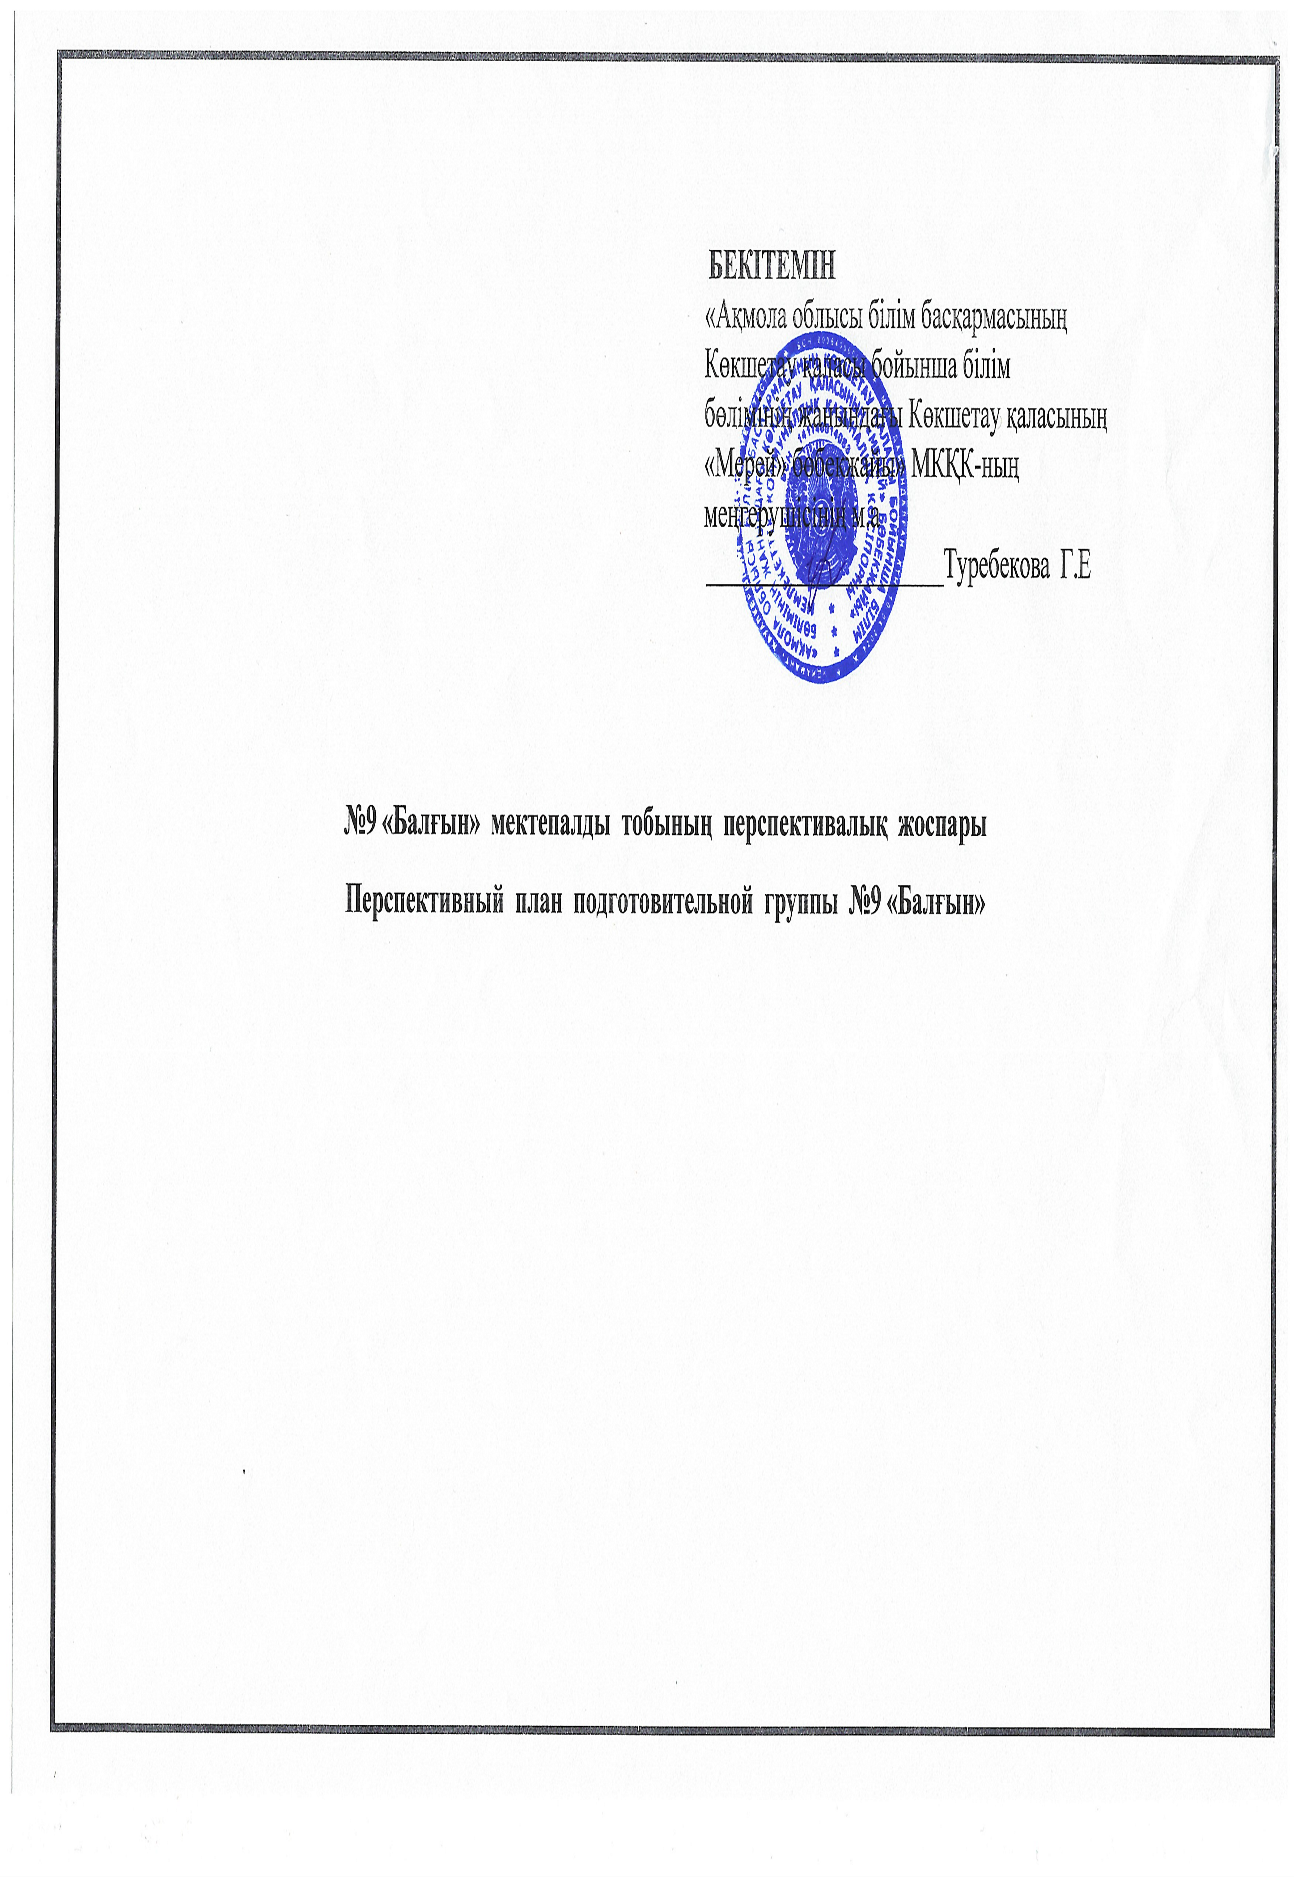 БЕКІТЕМІН
«Ақмола облысы білім басқармасының
Көкшетау қаласы бойынша білім
бөлімінің жанындағы Көкшетау қаласының
«Мерей» бөбекжайы» МКҚК-ның
меңгерушісінің м.а
Туребекова Г.Е
№9 «Балғын» мектепалды тобының перспективалық жоспары
Перспективный план подготовительной группы №9 «Балғын»